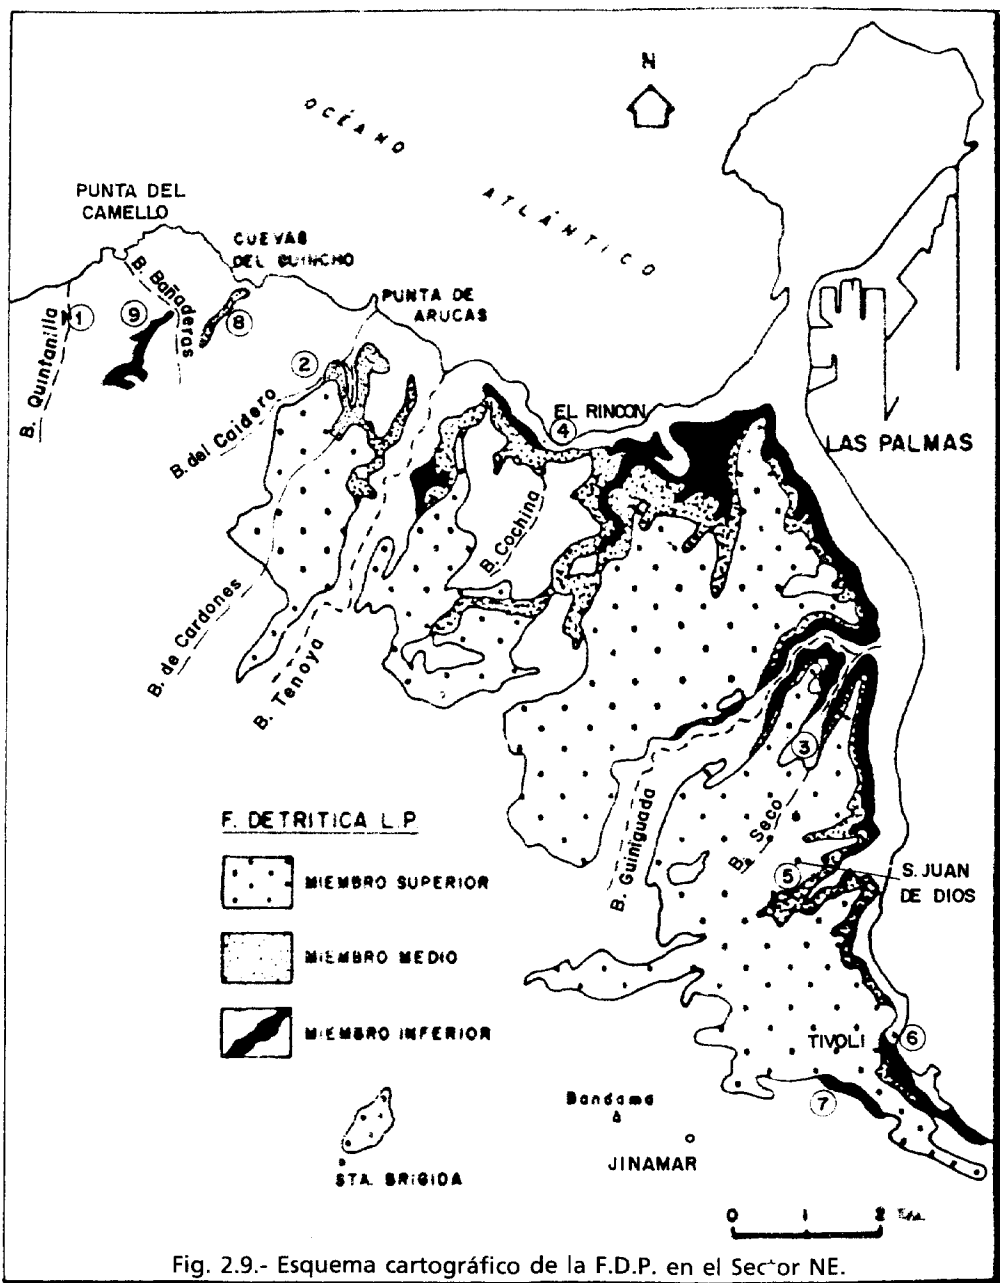 N
OCÉANO
ATLÁNTICO
PUNTA DEL
CAMELLO
CUEVAS
DEL GUINCHO
B. Bañaderos
PUNTA DE
ARUCAS
1
9
8
B. Quintanilla
2
B. del Caidero
EL RINCON
4
LAS PALMAS
B. Cochina
B. de Cardones
B. Tenoya
3
B. Guiniguada
B. Seco
F. DETRITICA L.P.
MIEMBRO SUPERIOR
5
S. JUAN
DE DIOS
MIEMBRO MEDIO
MIEMBRO INFERIOR
TIVOLI
6
7
Bandama
JINAMAR
STA. BRIGIDA
0 1 2
Fig. 2.9.- Esquema cartográfico de la F.D.P. en el Sector NE.